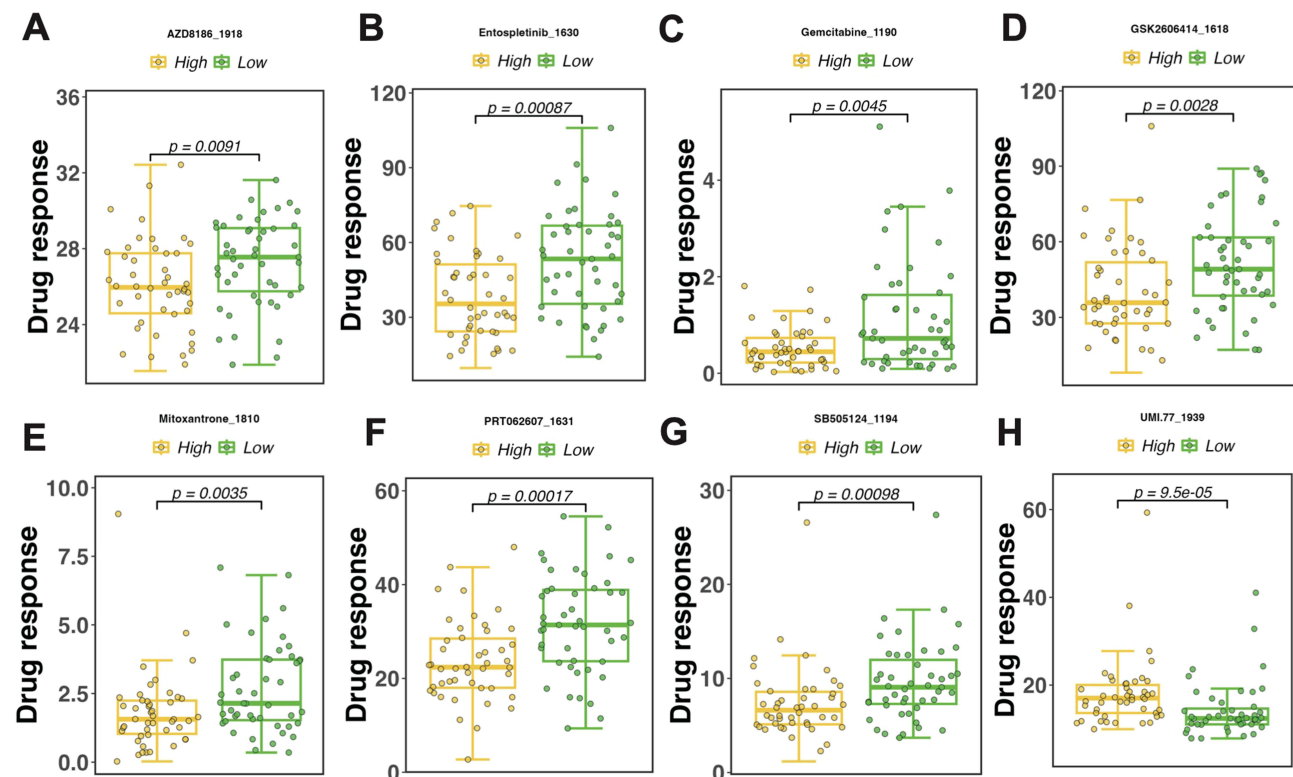 A
AZD8186_1918
High Low
Drug response
36
32
28
24
p = 0.0091
B
Entospletinib_1630
High Low
Drug response
120
90
60
30
p = 0.00087
C
Gemcitabine_1190
High Low
Drug response
4
2
0
p = 0.0045
D
GSK2606414_1618
High Low
Drug response
120
90
60
30
p = 0.0028
E
Mitoxantrone_1810
High Low
Drug response
10.0
7.5
5.0
2.5
0.0
p = 0.0035
F
PRT062607_1631
High Low
Drug response
60
40
20
0
p = 0.00017
G
SB505124_1194
High Low
Drug response
30
20
10
0
p = 0.00098
H
UMI.77_1939
High Low
Drug response
60
40
20
p = 9.5e-05